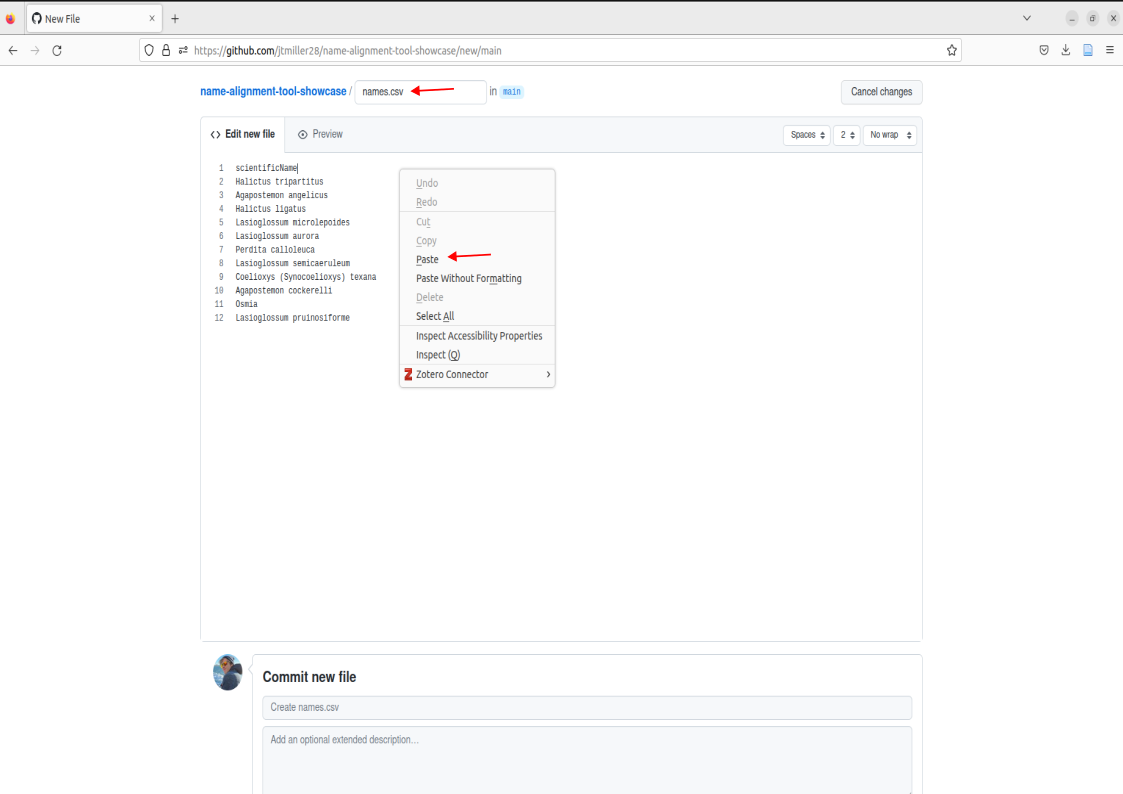 New File
https://github.com/jtmiller28/name-alignment-tool-showcase/new/main
name-alignment-tool-showcase / names.csv in main
Cancel changes
<> Edit new file
Preview
Spaces
2
No wrap
1 scientificName
2 Halictus tripartitus
3 Agapostemon angelicus
4 Halictus ligatus
5 Lasioglossum microlepoides
6 Lasioglossum aurora
7 Perdita calloleuca
8 Lasioglossum semicaeruleum
9 Coelioxys (Synocoelioxys) texana
10 Agapostemon cockerelli
11 Osmia
12 Lasioglossum pruinosiforme
Undo
Redo
Cut
Copy
Paste
Paste Without Formatting
Delete
Select All
Inspect Accessibility Properties
Inspect (Q)
Z Zotero Connector
Commit new file
Create names.csv
Add an optional extended description...